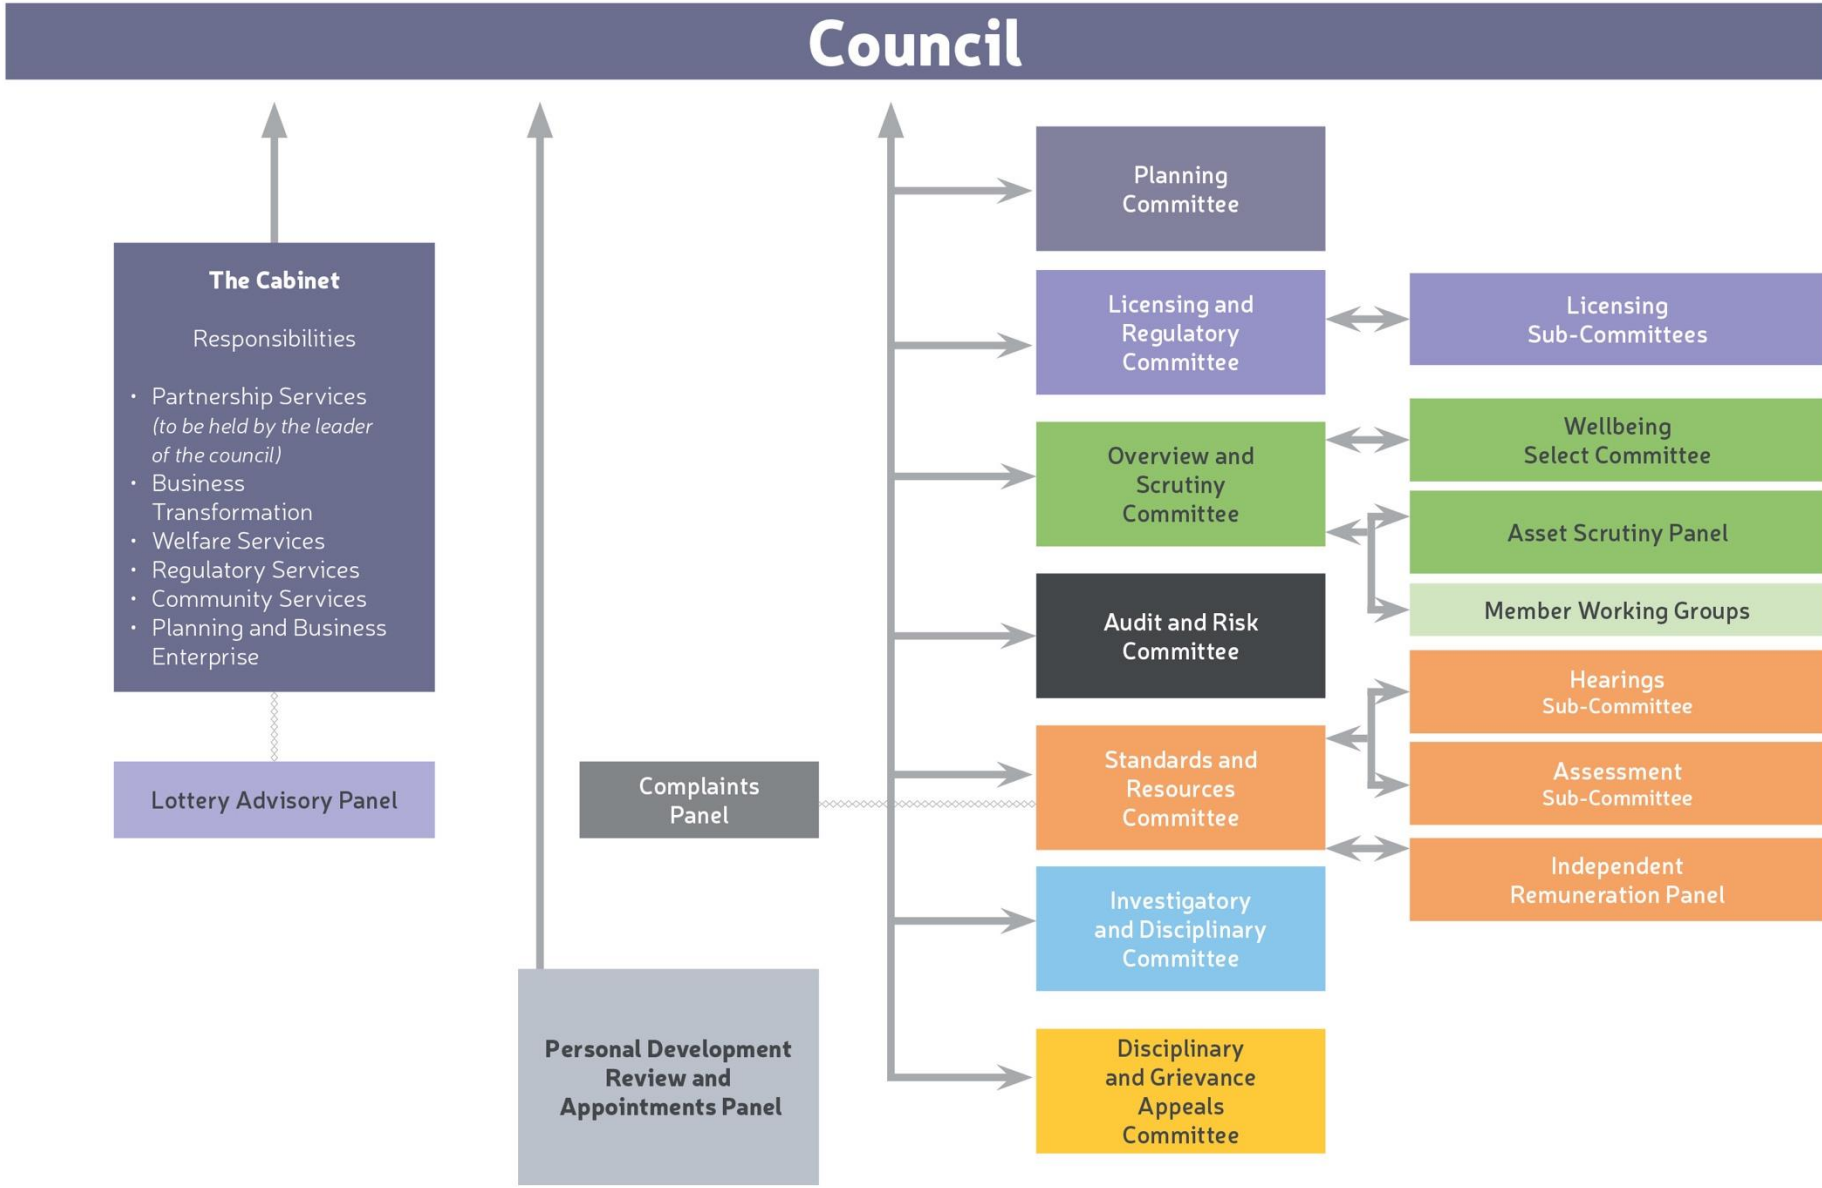 Council
The Cabinet
Responsibilities
• Partnership Services
(to be held by the leader
of the council)
• Business
Transformation
• Welfare Services
• Regulatory Services
• Community Services
• Planning and Business
Enterprise
Lottery Advisory Panel
Personal Development
Review and
Appointments Panel
Complaints
Panel
Planning
Committee
Licensing and
Regulatory
Committee
Licensing
Sub-Committees
Overview and
Scrutiny
Committee
Wellbeing
Select Committee
Asset Scrutiny Panel
Member Working Groups
Audit and Risk
Committee
Standards and
Resources
Committee
Hearings
Sub-Committee
Assessment
Sub-Committee
Independent
Remuneration Panel
Investigatory
and Disciplinary
Committee
Disciplinary
and Grievance
Appeals
Committee